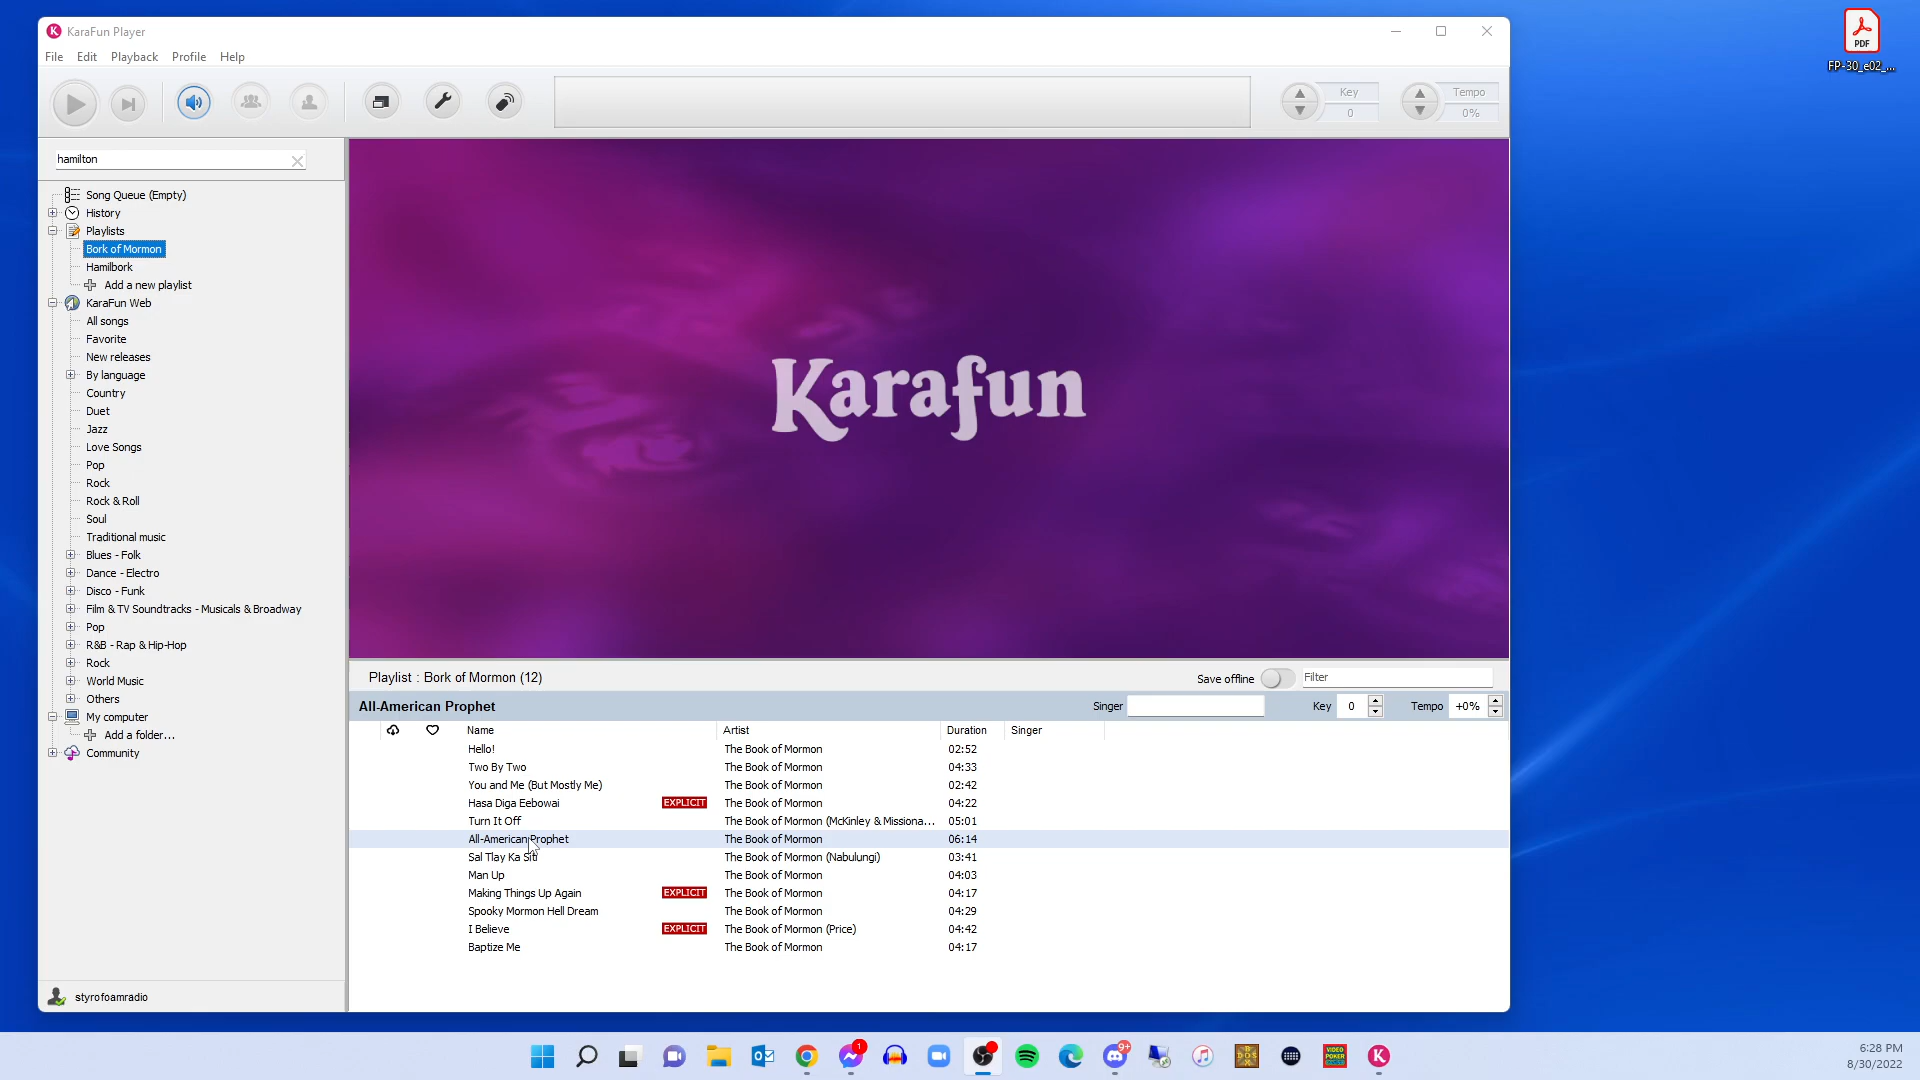 KaraFun Player
File Edit Playback Profile Help
Key
0
Tempo
0%
hamilton
Song Queue (Empty)
History
Playlists
Bork of Mormon
Hamilbork
Add a new playlist
KaraFun Web
All songs
Favorite
New releases
By language
Country
Duet
Jazz
Love Songs
Pop
Rock
Rock & Roll
Soul
Traditional music
Blues - Folk
Dance - Electro
Disco - Funk
Film & TV Soundtracks - Musicals & Broadway
Pop
R&B - Rap & Hip-Hop
Rock
World Music
Others
My computer
Add a folder...
Community
styrofoamradio
Karafun
Playlist : Bork of Mormon (12) Save offline Filter
All-American Prophet Singer Key 0 Tempo +0%
Name Artist Duration Singer
Hello! The Book of Mormon 02:52
Two By Two The Book of Mormon 04:33
You and Me (But Mostly Me) The Book of Mormon 02:42
Hasa Diga Eebowai EXPLICIT The Book of Mormon 04:22
Turn It Off The Book of Mormon (McKinley & Missiona... 05:01
All-American Prophet The Book of Mormon 06:14
Sal Tlay Ka Siti The Book of Mormon (Nabulungi) 03:41
Man Up The Book of Mormon 04:03
Making Things Up Again EXPLICIT The Book of Mormon 04:17
Spooky Mormon Hell Dream The Book of Mormon 04:29
I Believe EXPLICIT The Book of Mormon (Price) 04:42
Baptize Me The Book of Mormon 04:17
PDF
FP-30_e02_...
1
9+
DOS
VIDEO
POKER
K
6:28 PM
8/30/2022